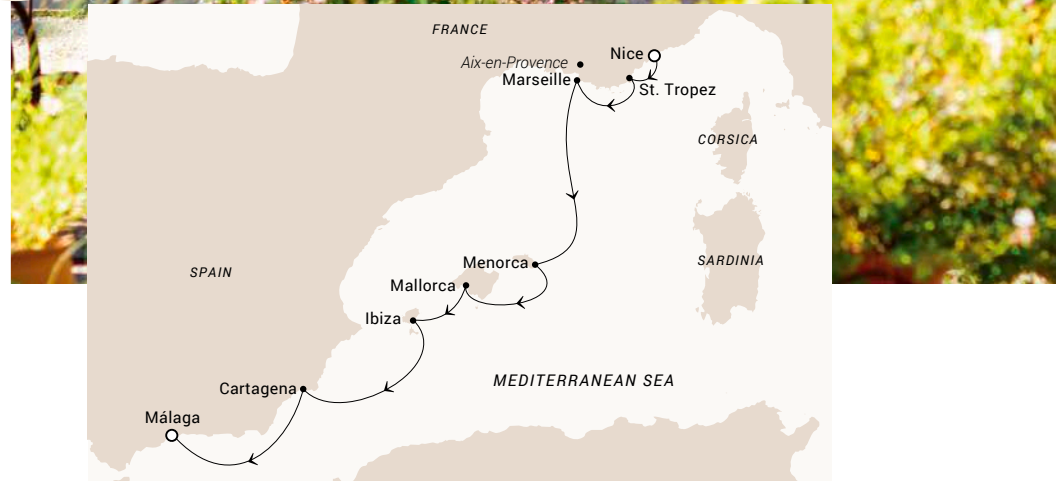 FRANCE
Nice
Aix-en-Provence
Marseille
St. Tropez
CORSICA
Menorca
SARDINIA
SPAIN
Mallorca
Ibiza
MEDITERRANEAN SEA
Cartagena
Málaga